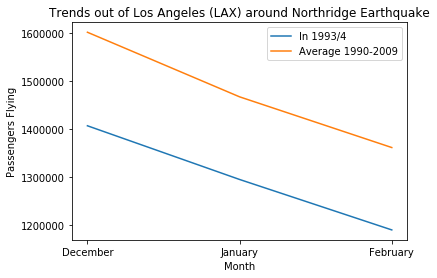 Trends out of Los Angeles (LAX) around Northridge Earthquake
In 1993/4
Average 1990-2009
1600000
1500000
1400000
1300000
1200000
Passengers Flying
December
January
February
Month